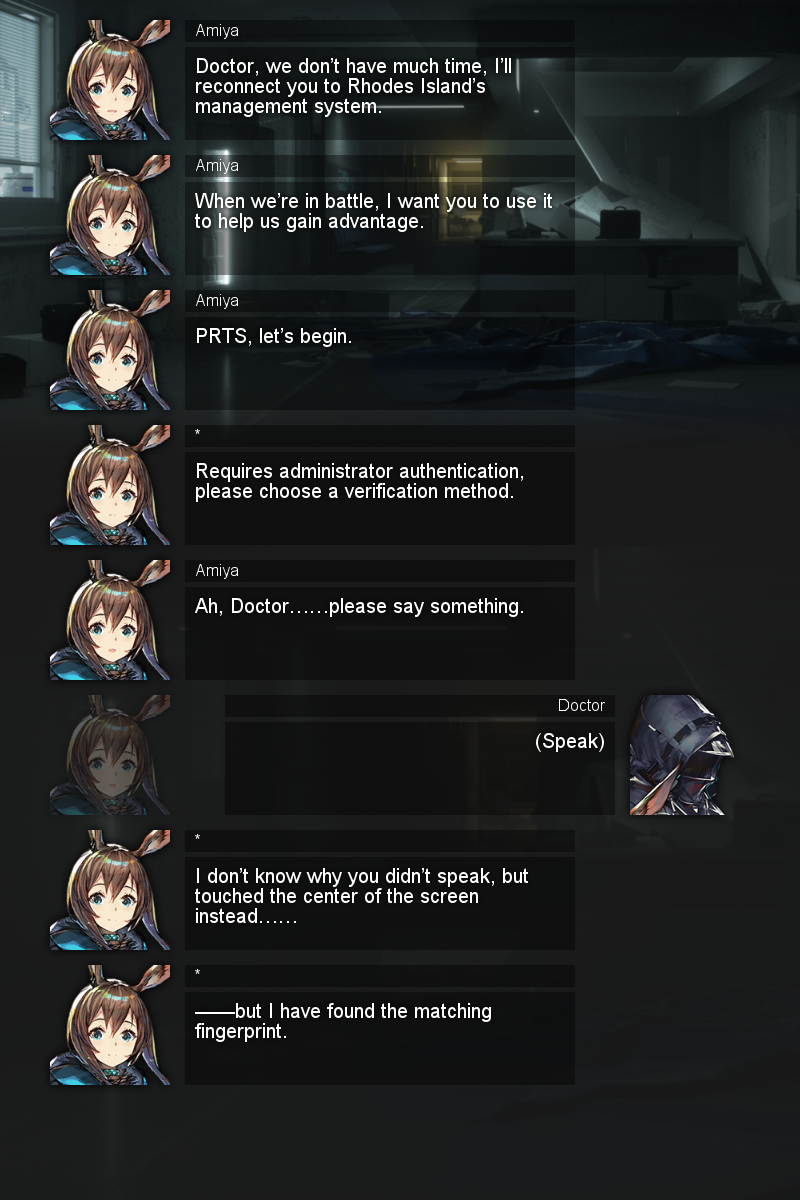 Amiya
Doctor, we don't have much time, I'll
reconnect you to Rhodes Island's
management system.
Amiya
When we're in battle, I want you to use it
to help us gain advantage.
Amiya
PRTS, let's begin.
*
Requires administrator authentication,
please choose a verification method.
Amiya
Ah, Doctor……please say something.
Doctor
(Speak)
*
I don't know why you didn't speak, but
touched the center of the screen
instead……
*
——but I have found the matching
fingerprint.